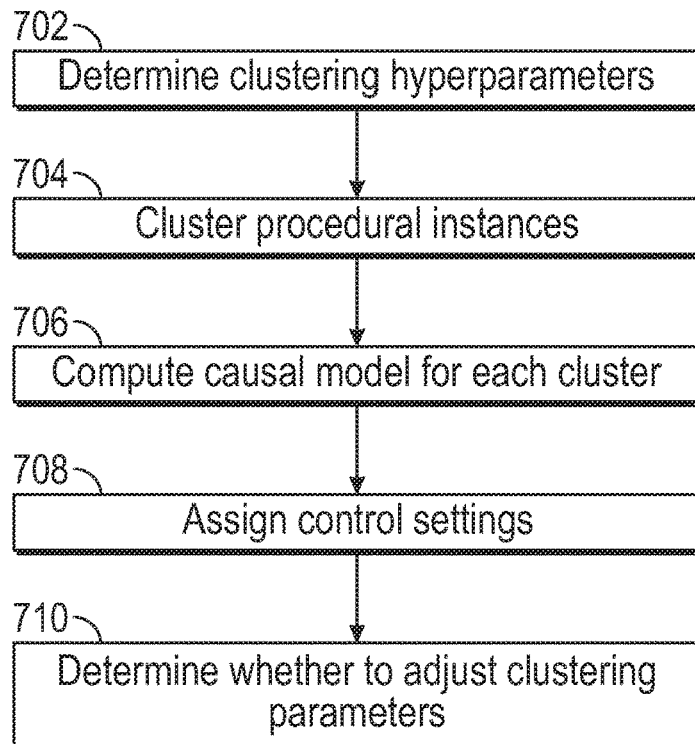 702
Determine clustering hyperparameters
704
Cluster procedural instances
706
Compute causal model for each cluster
708
Assign control settings
710
Determine whether to adjust clustering
parameters